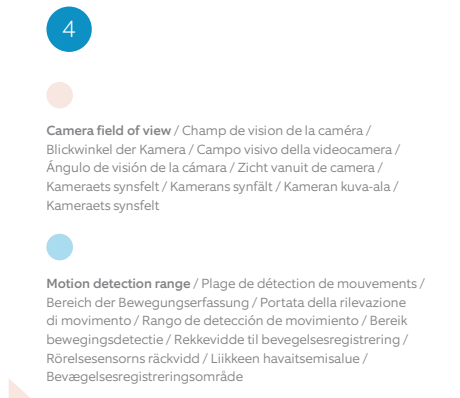 4
Camera field of view / Champ de vision de la caméra /
Blickwinkel der Kamera / Campo visivo della videocamera /
Ángulo de visión de la cámara / Zicht vanuit de camera /
Kameraets synsfelt / Kamerans synfält / Kameran kuva-ala /
Kameraets synsfelt
Motion detection range / Plage de détection de mouvements /
Bereich der Bewegungserfassung / Portata della rilevazione
di movimento / Rango de detección de movimiento / Bereik
bewegingsdetectie / Rekkevidde til bevegelsesregistrering /
Rörelsesensorns räckvidd / Liikkeen havaitsemisalue /
Bevægelsesregistreringsområde